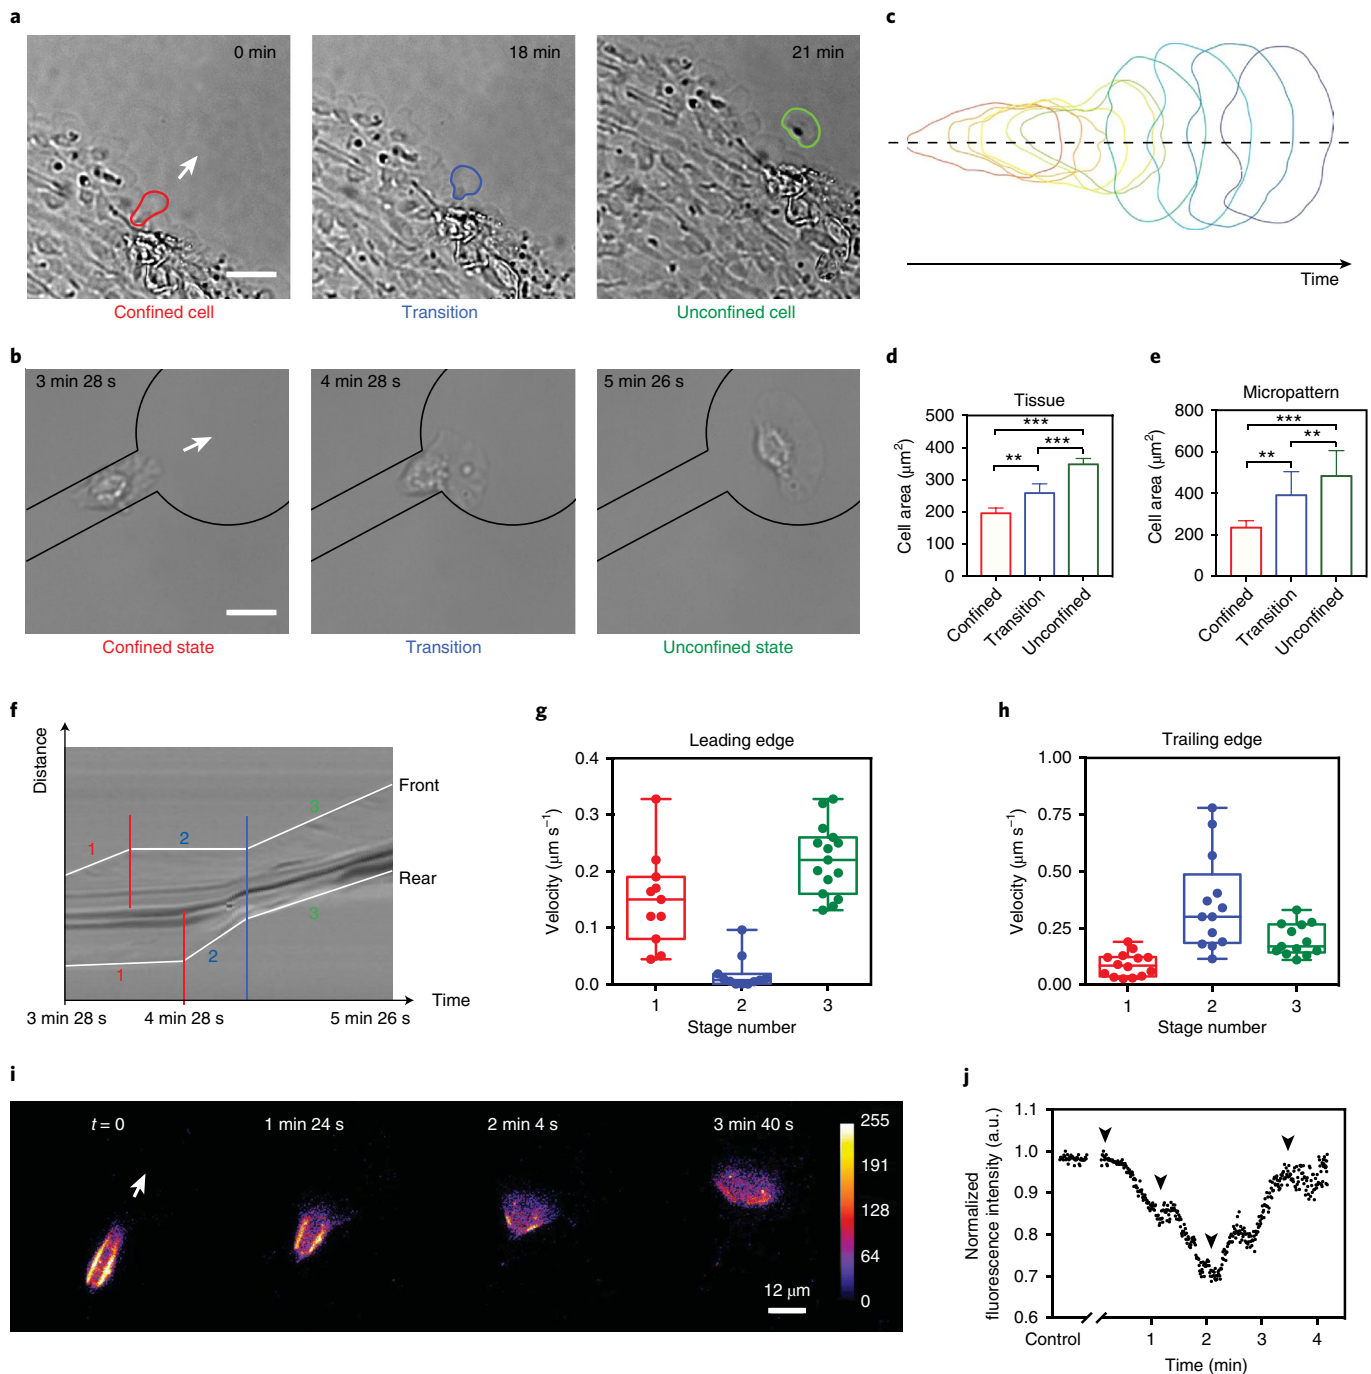 a
0 min
18 min
21 min
Confined cell
Transition
Unconfined cell
c
Time
b
3 min 28 s
4 min 28 s
5 min 26 s
Confined state
Transition
Unconfined state
d
Tissue
Cell area (μm²)
500
400
300
200
100
0
***
***
**
Confined
Transition
Unconfined
e
Micropattern
Cell area (μm²)
800
600
400
200
0
***
**
**
Confined
Transition
Unconfined
f
Distance
Front
Rear
1
2
3
1
2
3
Time
3 min 28 s
4 min 28 s
5 min 26 s
g
Leading edge
Velocity (μm s⁻¹)
0.4
0.3
0.2
0.1
0.0
1
2
3
Stage number
h
Trailing edge
Velocity (μm s⁻¹)
1.00
0.75
0.50
0.25
0.00
1
2
3
Stage number
i
t = 0
1 min 24 s
2 min 4 s
3 min 40 s
255
191
128
64
0
12 μm
j
Normalized
fluorescence intensity (a.u.)
1.1
1.0
0.9
0.8
0.7
0.6
Control
1
2
3
4
Time (min)